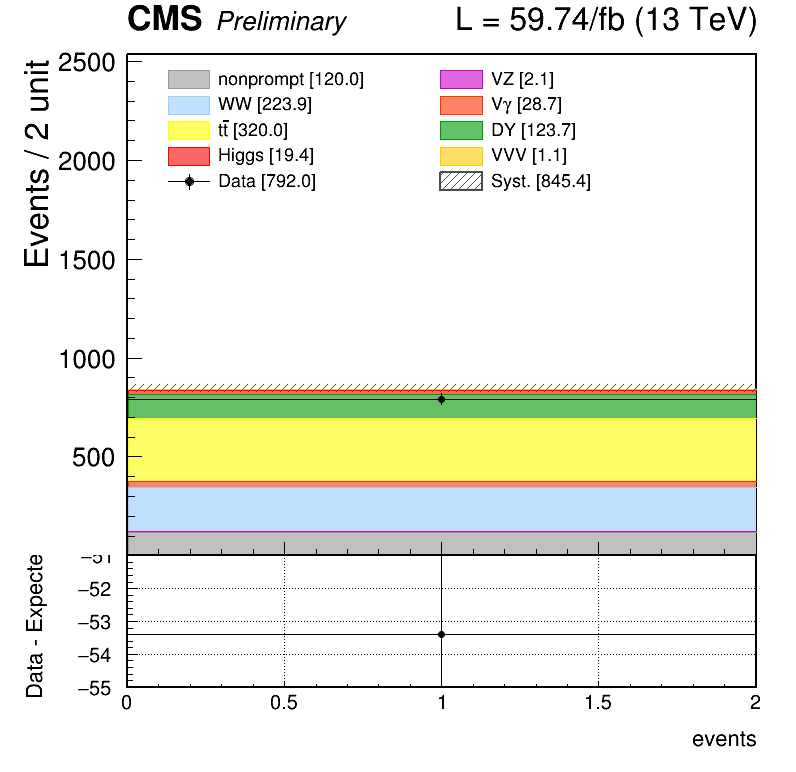 CMS Preliminary L = 59.74/fb (13 TeV)
Events / 2 unit
2500
2000
1500
1000
500
nonprompt [120.0]
WW [223.9]
tt̅ [320.0]
Higgs [19.4]
Data [792.0]
VZ [2.1]
Vγ [28.7]
DY [123.7]
VVV [1.1]
Syst. [845.4]
Data - Expecte
−51
−52
−53
−54
−55
0 0.5 1 1.5 2
events